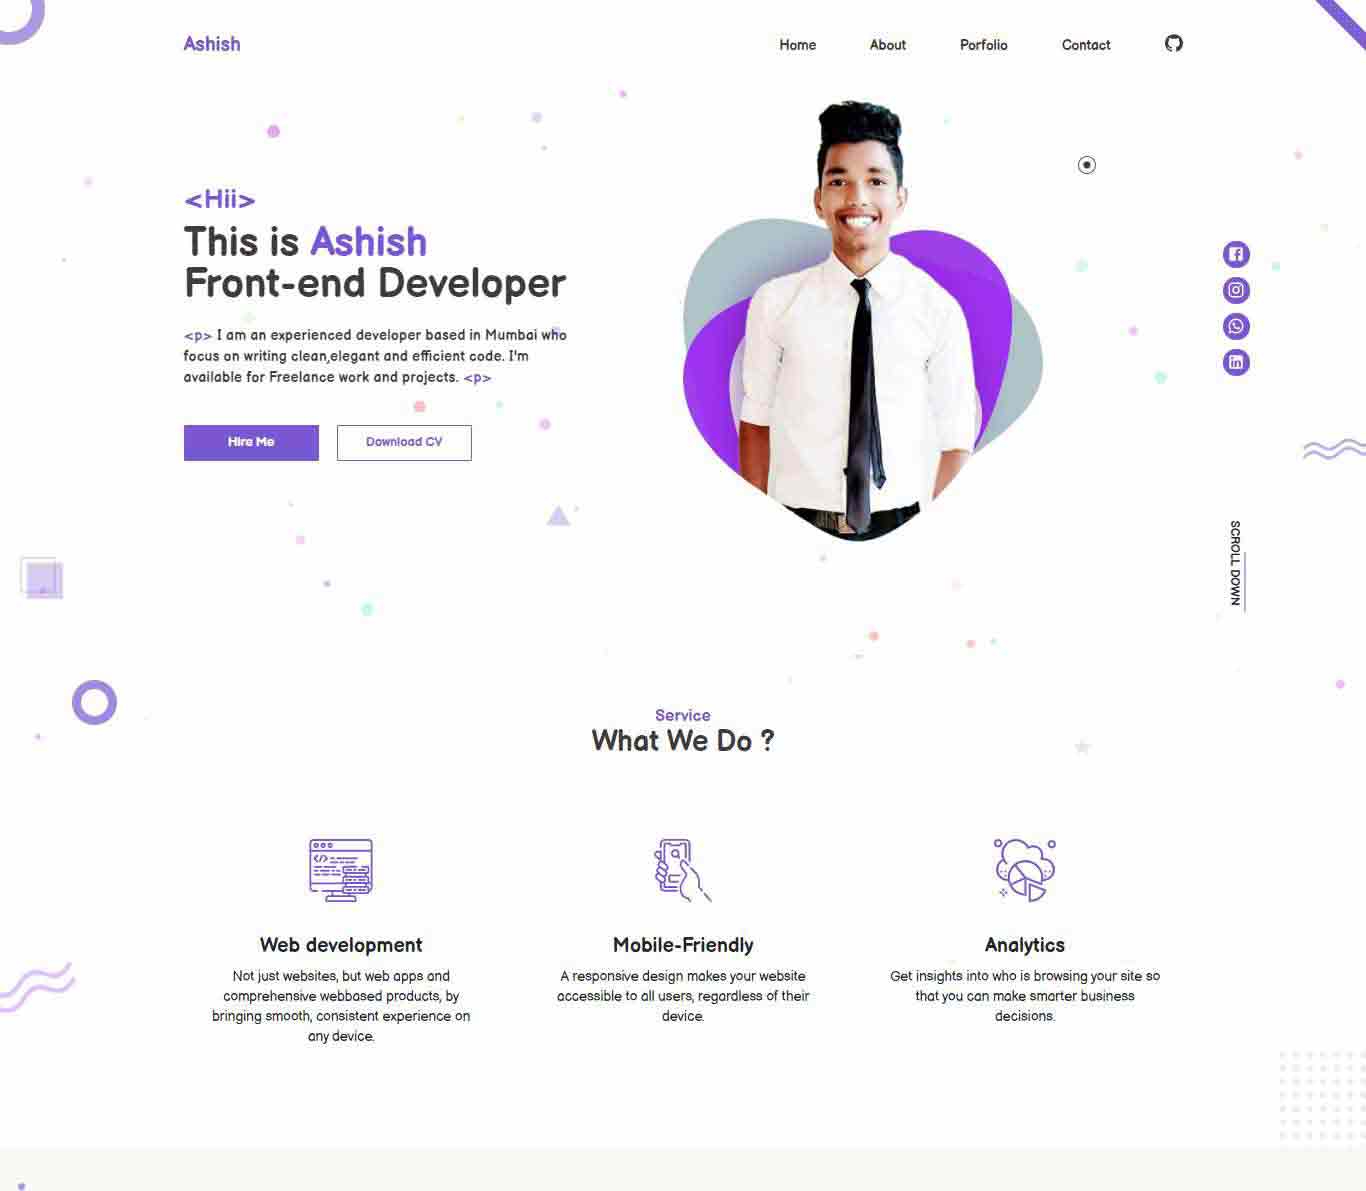 Ashish
Home
About
Porfolio
Contact
<Hii>
This is Ashish
Front-end Developer
<p> I am an experienced developer based in Mumbai who
focus on writing clean,elegant and efficient code. I'm
available for Freelance work and projects. <p>
Hire Me
Download CV
SCROLL DOWN
Service
What We Do ?
Web development
Not just websites, but web apps and
comprehensive webbased products, by
bringing smooth, consistent experience on
any device.
Mobile-Friendly
A responsive design makes your website
accessible to all users, regardless of their
device.
Analytics
Get insights into who is browsing your site so
that you can make smarter business
decisions.